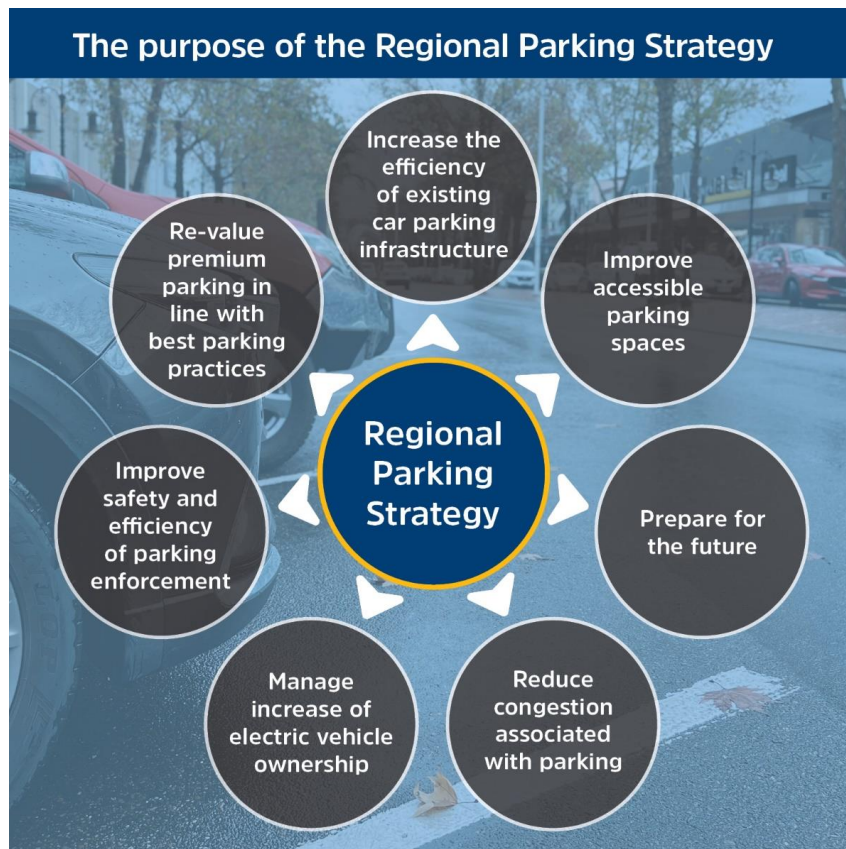 The purpose of the Regional Parking Strategy
Increase the
efficiency
of existing
car parking
infrastructure
Improve
accessible
parking
spaces
Prepare for
the future
Reduce
congestion
associated
with parking
Manage
increase of
electric vehicle
ownership
Improve
safety and
efficiency
of parking
enforcement
Re-value
premium
parking in
line with
best parking
practices
Regional
Parking
Strategy